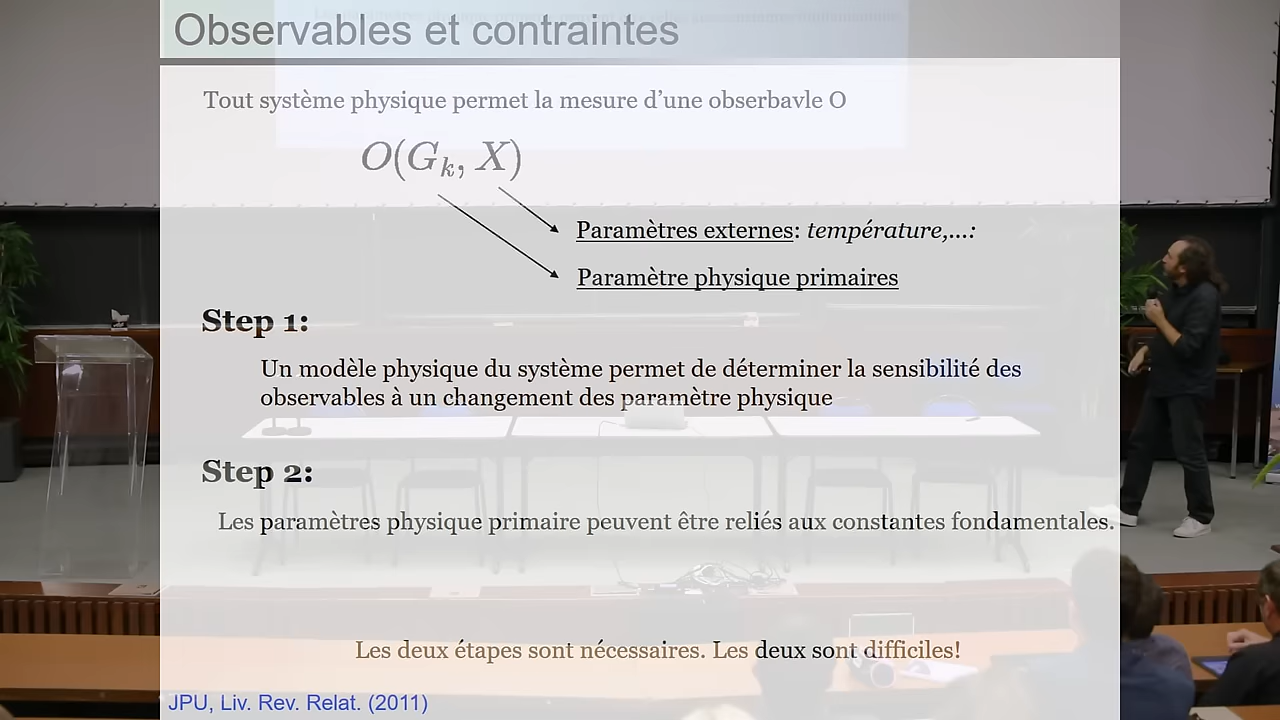 Observables et contraintes
Tout système physique permet la mesure d'une obserbavle O
O(G_k, X)
Paramètres externes: température,...:
Paramètre physique primaires
Step 1:
Un modèle physique du système permet de déterminer la sensibilité des
observables à un changement des paramètre physique
Step 2:
Les paramètres physique primaire peuvent être reliés aux constantes fondamentales.
Les deux étapes sont nécessaires. Les deux sont difficiles!
JPU, Liv. Rev. Relat. (2011)